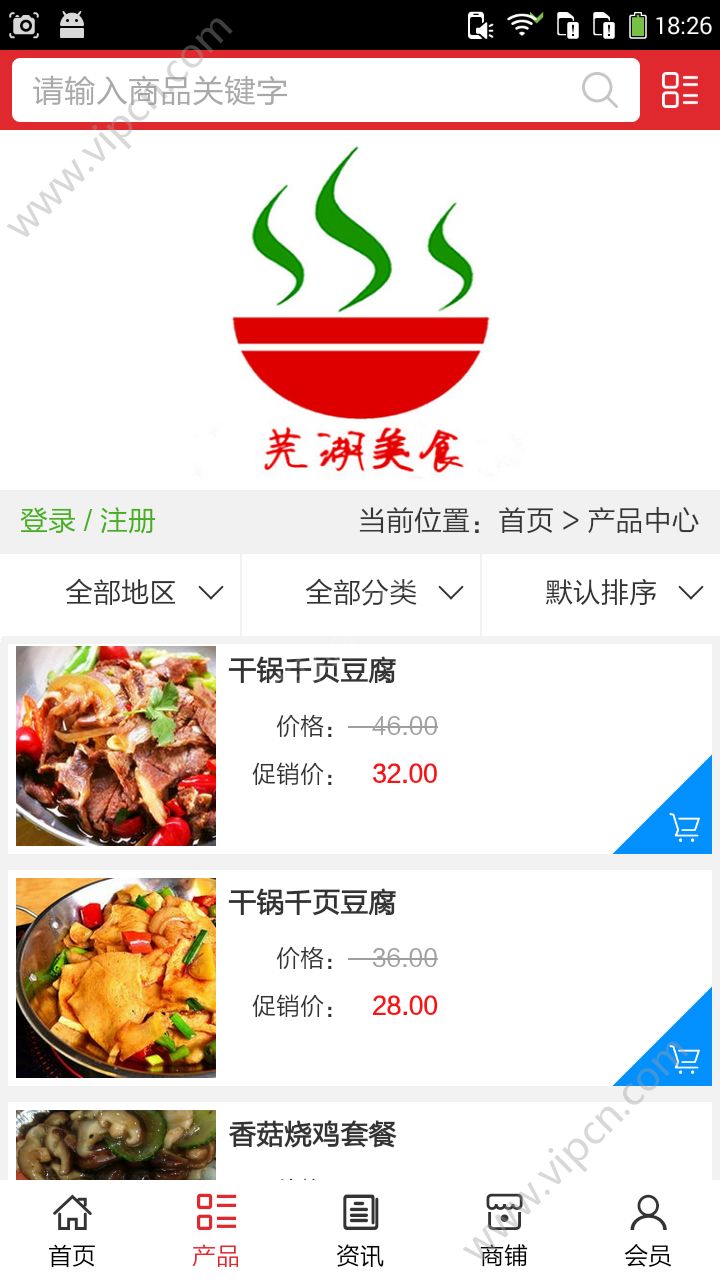 18:26
请输入商品关键字
www.vipcn.com
芜湖美食
登录 / 注册
当前位置：首页 > 产品中心
全部地区
全部分类
默认排序
干锅千页豆腐
价格： 46.00
促销价： 32.00
干锅千页豆腐
价格： 36.00
促销价： 28.00
香菇烧鸡套餐
www.vipcn.com
首页
产品
资讯
商铺
会员